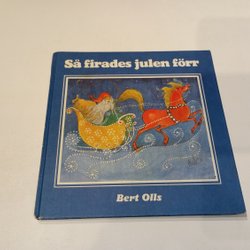 Så firades julen förr
Bert Olls